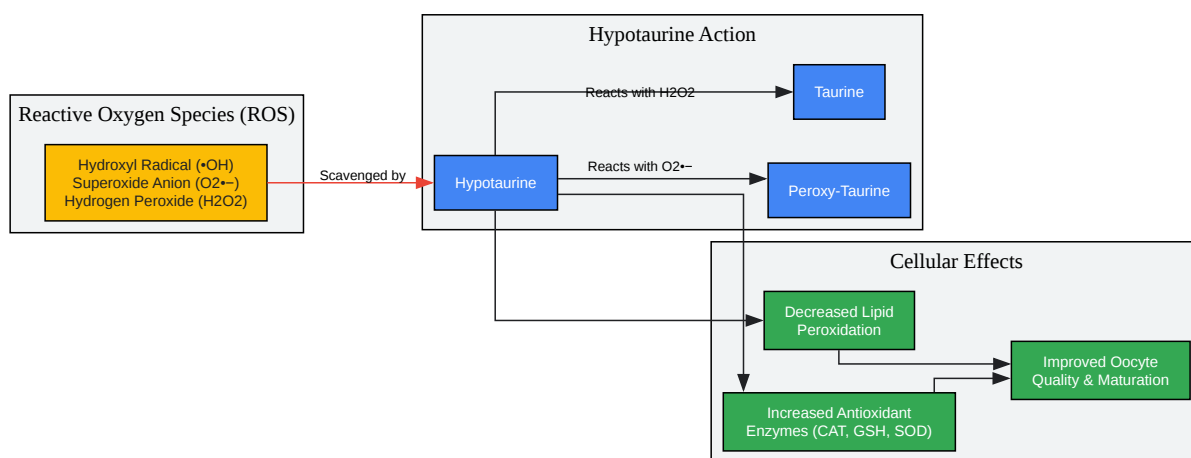 Hypotaurine Action
Reactive Oxygen Species (ROS)
Hydroxyl Radical (•OH)
Superoxide Anion (O2•−)
Hydrogen Peroxide (H2O2)
Scavenged by
Hypotaurine
Reacts with H2O2
Taurine
Reacts with O2•−
Peroxy-Taurine
Cellular Effects
Decreased Lipid
Peroxidation
Increased Antioxidant
Enzymes (CAT, GSH, SOD)
Improved Oocyte
Quality & Maturation